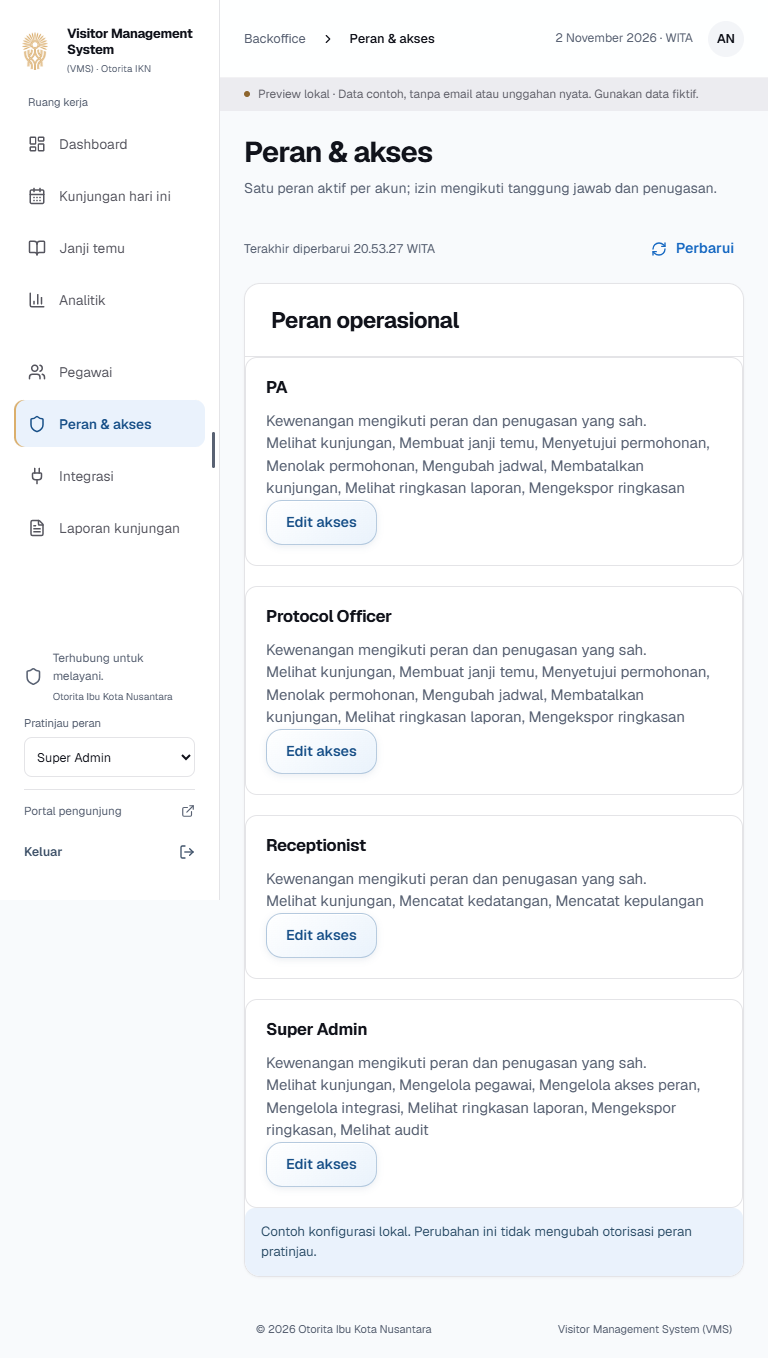 Visitor Management
System
(VMS) · Otorita IKN
Ruang kerja
Dashboard
Kunjungan hari ini
Janji temu
Analitik
Pegawai
Peran & akses
Integrasi
Laporan kunjungan
Terhubung untuk
melayani.
Otorita Ibu Kota Nusantara
Pratinjau peran
Super Admin
Portal pengunjung
Keluar
Backoffice
Peran & akses
2 November 2026 · WITA
AN
Preview lokal · Data contoh, tanpa email atau unggahan nyata. Gunakan data fiktif.
Peran & akses
Satu peran aktif per akun; izin mengikuti tanggung jawab dan penugasan.
Terakhir diperbarui 20.53.27 WITA
Perbarui
Peran operasional
PA
Kewenangan mengikuti peran dan penugasan yang sah.
Melihat kunjungan, Membuat janji temu, Menyetujui permohonan,
Menolak permohonan, Mengubah jadwal, Membatalkan
kunjungan, Melihat ringkasan laporan, Mengekspor ringkasan
Edit akses
Protocol Officer
Kewenangan mengikuti peran dan penugasan yang sah.
Melihat kunjungan, Membuat janji temu, Menyetujui permohonan,
Menolak permohonan, Mengubah jadwal, Membatalkan
kunjungan, Melihat ringkasan laporan, Mengekspor ringkasan
Edit akses
Receptionist
Kewenangan mengikuti peran dan penugasan yang sah.
Melihat kunjungan, Mencatat kedatangan, Mencatat kepulangan
Edit akses
Super Admin
Kewenangan mengikuti peran dan penugasan yang sah.
Melihat kunjungan, Mengelola pegawai, Mengelola akses peran,
Mengelola integrasi, Melihat ringkasan laporan, Mengekspor
ringkasan, Melihat audit
Edit akses
Contoh konfigurasi lokal. Perubahan ini tidak mengubah otorisasi peran
pratinjau.
© 2026 Otorita Ibu Kota Nusantara
Visitor Management System (VMS)